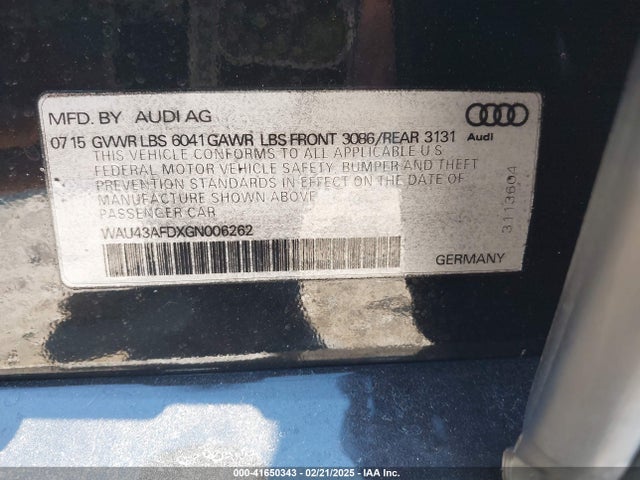 MFD. BY AUDI AG
07 15 GVWR LBS 6041 GAWR LBS FRONT 3086/REAR 3131
Audi
THIS VEHICLE CONFORMS TO ALL APPLICABLE U.S.
FEDERAL MOTOR VEHICLE SAFETY, BUMPER AND THEFT
PREVENTION STANDARDS IN EFFECT ON THE DATE OF
MANUFACTURE SHOWN ABOVE
PASSENGER CAR
WAU43AFDXGN006262
3113604
GERMANY
000-41650343 - 02/21/2025 - IAA Inc.